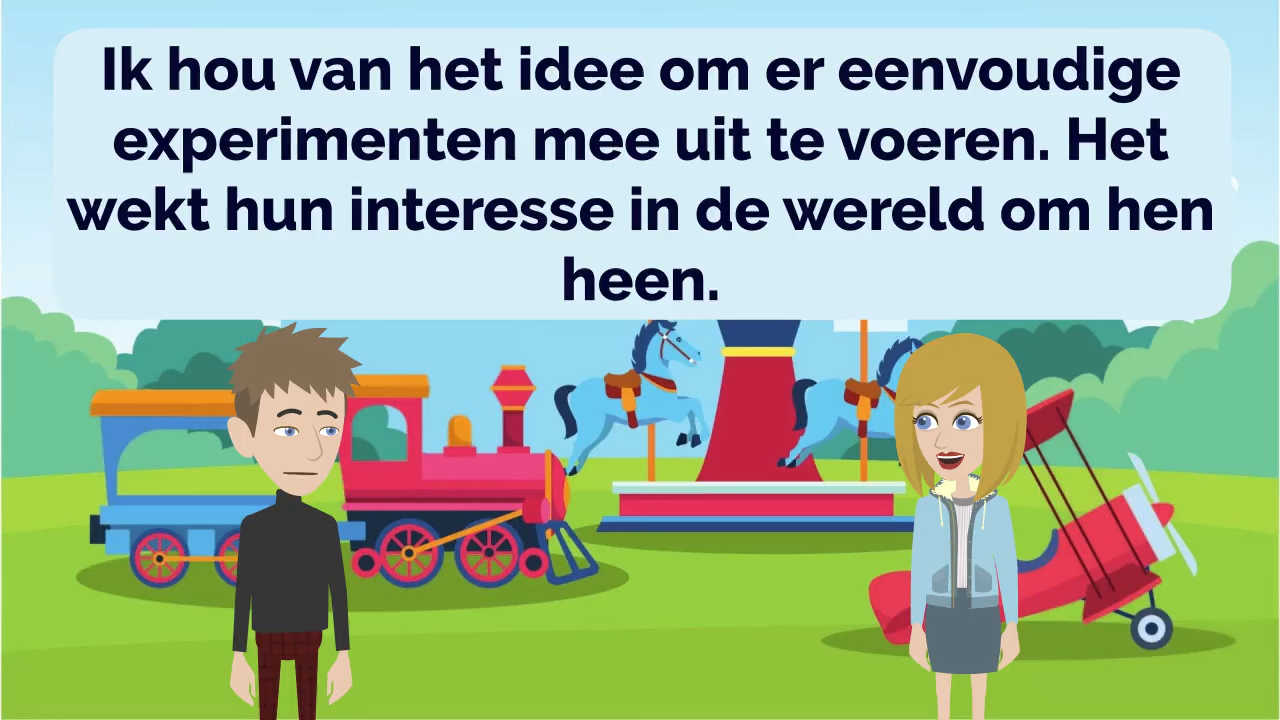 Ik hou van het idee om er eenvoudige
experimenten mee uit te voeren. Het
wekt hun interesse in de wereld om hen
heen.